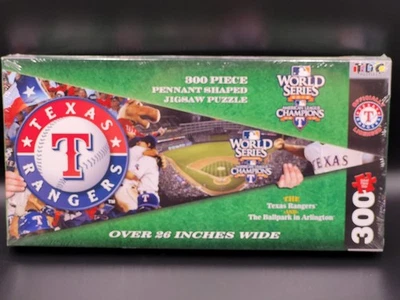 300 PIECE
PENNANT SHAPED
JIGSAW PUZZLE
WORLD
SERIES
AMERICAN LEAGUE
CHAMPIONS
TEXAS
T
RANGERS
WORLD
SERIES
CHAMPIONS
TEXAS
THE
Texas Rangers
AND
The Ballpark in Arlington
300
OVER 26 INCHES WIDE